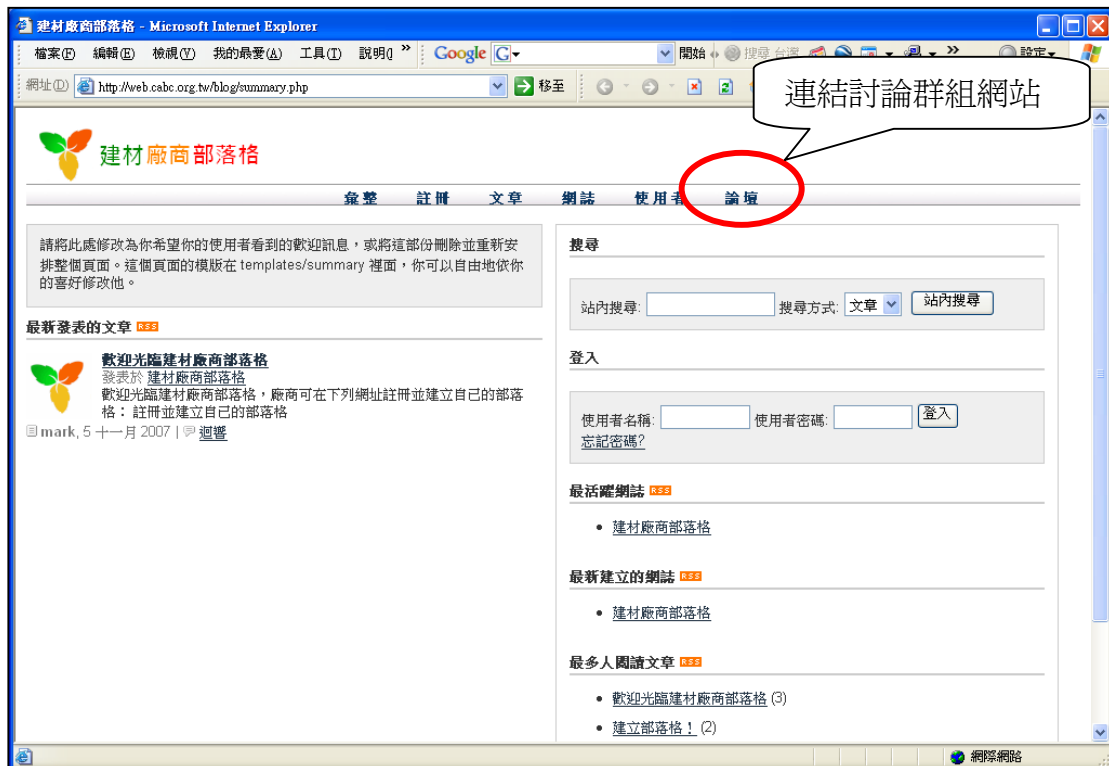 建材廠商部落格 - Microsoft Internet Explorer
檔案(F) 編輯(E) 檢視(V) 我的最愛(A) 工具(T) 說明( » Google G 開始 搜尋 台灣 » 設定
網址(D) http://web.cabc.org.tw/blog/summary.php 移至
連結討論群組網站
建材廠商部落格
彙整 註冊 文章 網誌 使用者 論壇
請將此處修改為你希望你的使用者看到的歡迎訊息，或將這部份刪除並重新安
排整個頁面。這個頁面的模版在 templates/summary 裡面，你可以自由地依你
的喜好修改他。
最新發表的文章 RSS
歡迎光臨建材廠商部落格
發表於 建材廠商部落格
歡迎光臨建材廠商部落格，廠商可在下列網址註冊並建立自己的部落
格： 註冊並建立自己的部落格
mark, 5 十一月 2007 | 迴響
搜尋
站內搜尋: 搜尋方式: 文章 站內搜尋
登入
使用者名稱: 使用者密碼: 登入
忘記密碼?
最活躍網誌 RSS
• 建材廠商部落格
最新建立的網誌 RSS
• 建材廠商部落格
最多人閱讀文章 RSS
• 歡迎光臨建材廠商部落格 (3)
• 建立部落格！ (2)
網際網路